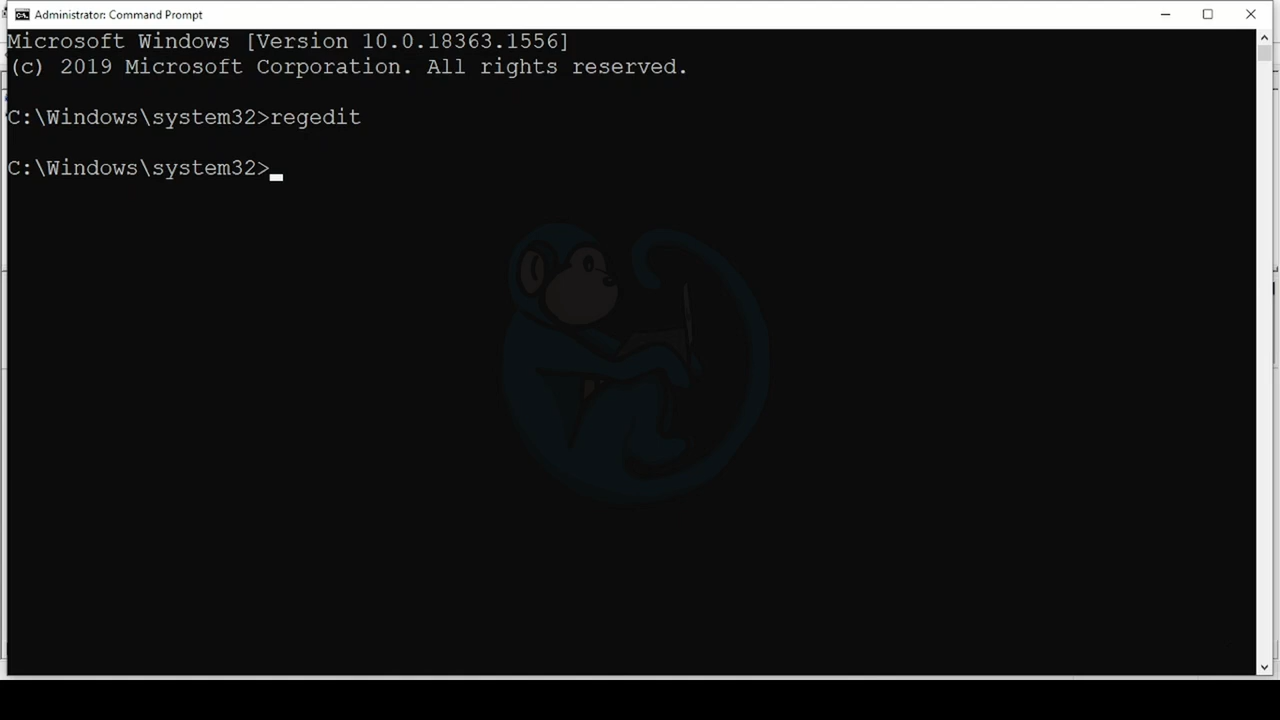 Administrator: Command Prompt
Microsoft Windows [Version 10.0.18363.1556]
(c) 2019 Microsoft Corporation. All rights reserved.
C:\Windows\system32>regedit
C:\Windows\system32>